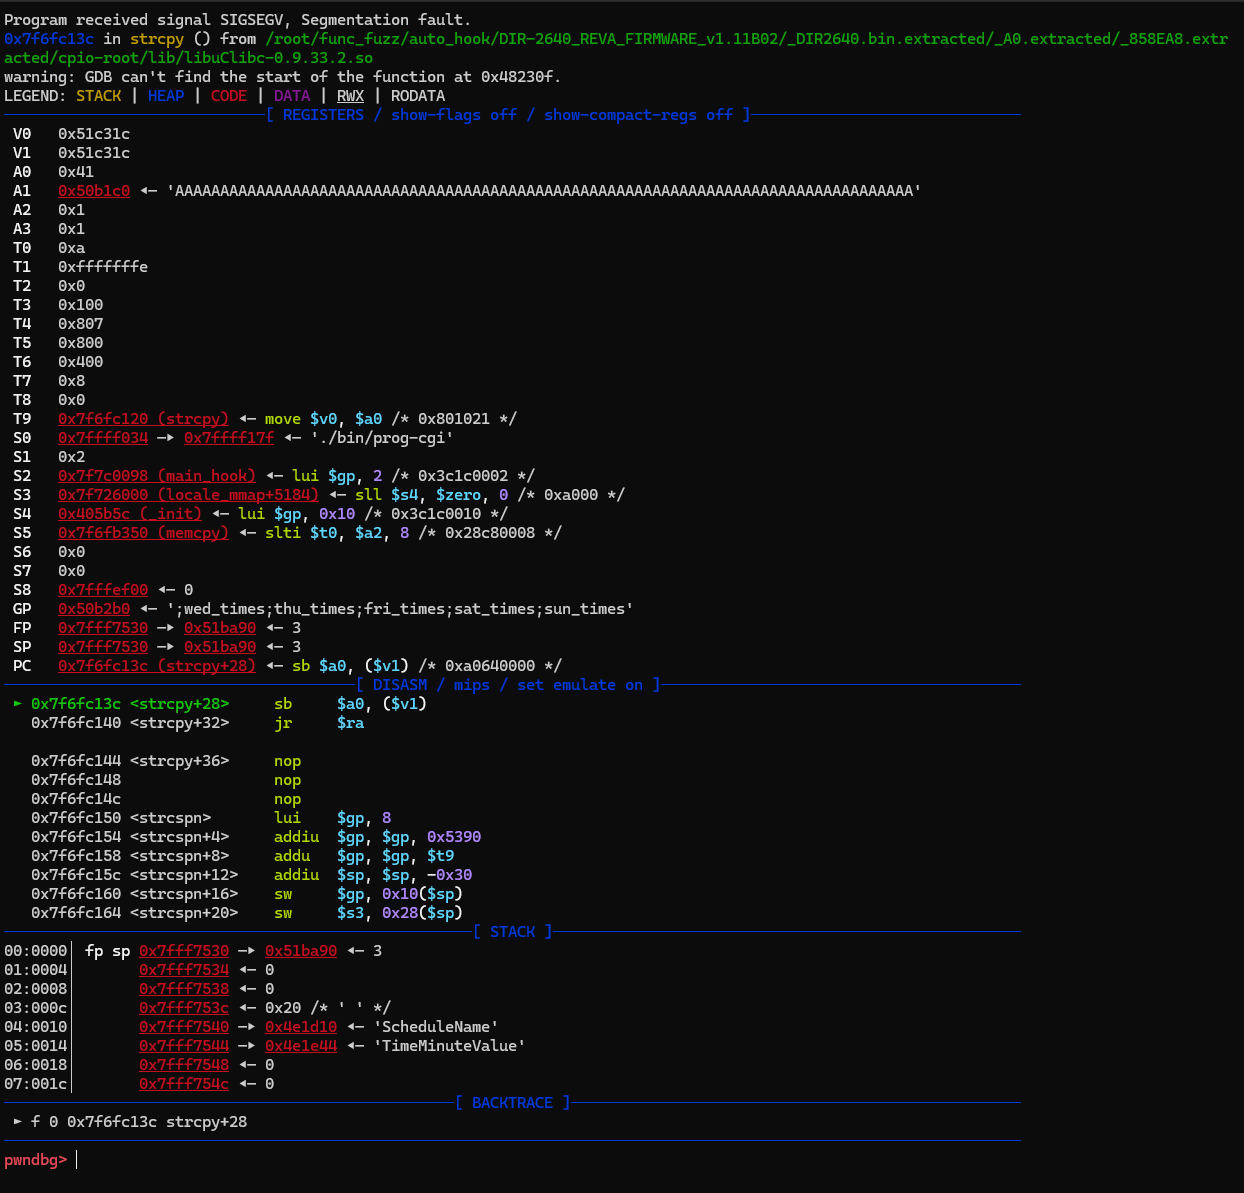 Program received signal SIGSEGV, Segmentation fault.
0x7f6fc13c in strcpy () from /root/func_fuzz/auto_hook/DIR-2640_REVA_FIRMWARE_v1.11B02/_DIR2640.bin.extracted/_A0.extracted/_858EA8.extr
acted/cpio-root/lib/libuClibc-0.9.33.2.so
warning: GDB can't find the start of the function at 0x48230f.
LEGEND: STACK | HEAP | CODE | DATA | RWX | RODATA
[ REGISTERS / show-flags off / show-compact-regs off ]
V0 0x51c31c
V1 0x51c31c
A0 0x41
A1 0x50b1c0 ◂— 'AAAAAAAAAAAAAAAAAAAAAAAAAAAAAAAAAAAAAAAAAAAAAAAAAAAAAAAAAAAAAAAAAAAAAAAAAAAAAAAAAA'
A2 0x1
A3 0x1
T0 0xa
T1 0xfffffffe
T2 0x0
T3 0x100
T4 0x807
T5 0x800
T6 0x400
T7 0x8
T8 0x0
T9 0x7f6fc120 (strcpy) ◂— move $v0, $a0 /* 0x801021 */
S0 0x7ffff034 —▸ 0x7ffff17f ◂— './bin/prog-cgi'
S1 0x2
S2 0x7f7c0098 (main_hook) ◂— lui $gp, 2 /* 0x3c1c0002 */
S3 0x7f726000 (locale_mmap+5184) ◂— sll $s4, $zero, 0 /* 0xa000 */
S4 0x405b5c (_init) ◂— lui $gp, 0x10 /* 0x3c1c0010 */
S5 0x7f6fb350 (memcpy) ◂— slti $t0, $a2, 8 /* 0x28c80008 */
S6 0x0
S7 0x0
S8 0x7fffef00 ◂— 0
GP 0x50b2b0 ◂— ';wed_times;thu_times;fri_times;sat_times;sun_times'
FP 0x7fff7530 —▸ 0x51ba90 ◂— 3
SP 0x7fff7530 —▸ 0x51ba90 ◂— 3
PC 0x7f6fc13c (strcpy+28) ◂— sb $a0, ($v1) /* 0xa0640000 */
[ DISASM / mips / set emulate on ]
► 0x7f6fc13c <strcpy+28> sb $a0, ($v1)
0x7f6fc140 <strcpy+32> jr $ra
0x7f6fc144 <strcpy+36> nop
0x7f6fc148 nop
0x7f6fc14c nop
0x7f6fc150 <strcspn> lui $gp, 8
0x7f6fc154 <strcspn+4> addiu $gp, $gp, 0x5390
0x7f6fc158 <strcspn+8> addu $gp, $gp, $t9
0x7f6fc15c <strcspn+12> addiu $sp, $sp, -0x30
0x7f6fc160 <strcspn+16> sw $gp, 0x10($sp)
0x7f6fc164 <strcspn+20> sw $s3, 0x28($sp)
[ STACK ]
00:0000│ fp sp 0x7fff7530 —▸ 0x51ba90 ◂— 3
01:0004│ 0x7fff7534 ◂— 0
02:0008│ 0x7fff7538 ◂— 0
03:000c│ 0x7fff753c ◂— 0x20 /* ' ' */
04:0010│ 0x7fff7540 —▸ 0x4e1d10 ◂— 'ScheduleName'
05:0014│ 0x7fff7544 —▸ 0x4e1e44 ◂— 'TimeMinuteValue'
06:0018│ 0x7fff7548 ◂— 0
07:001c│ 0x7fff754c ◂— 0
[ BACKTRACE ]
► f 0 0x7f6fc13c strcpy+28
pwndbg>